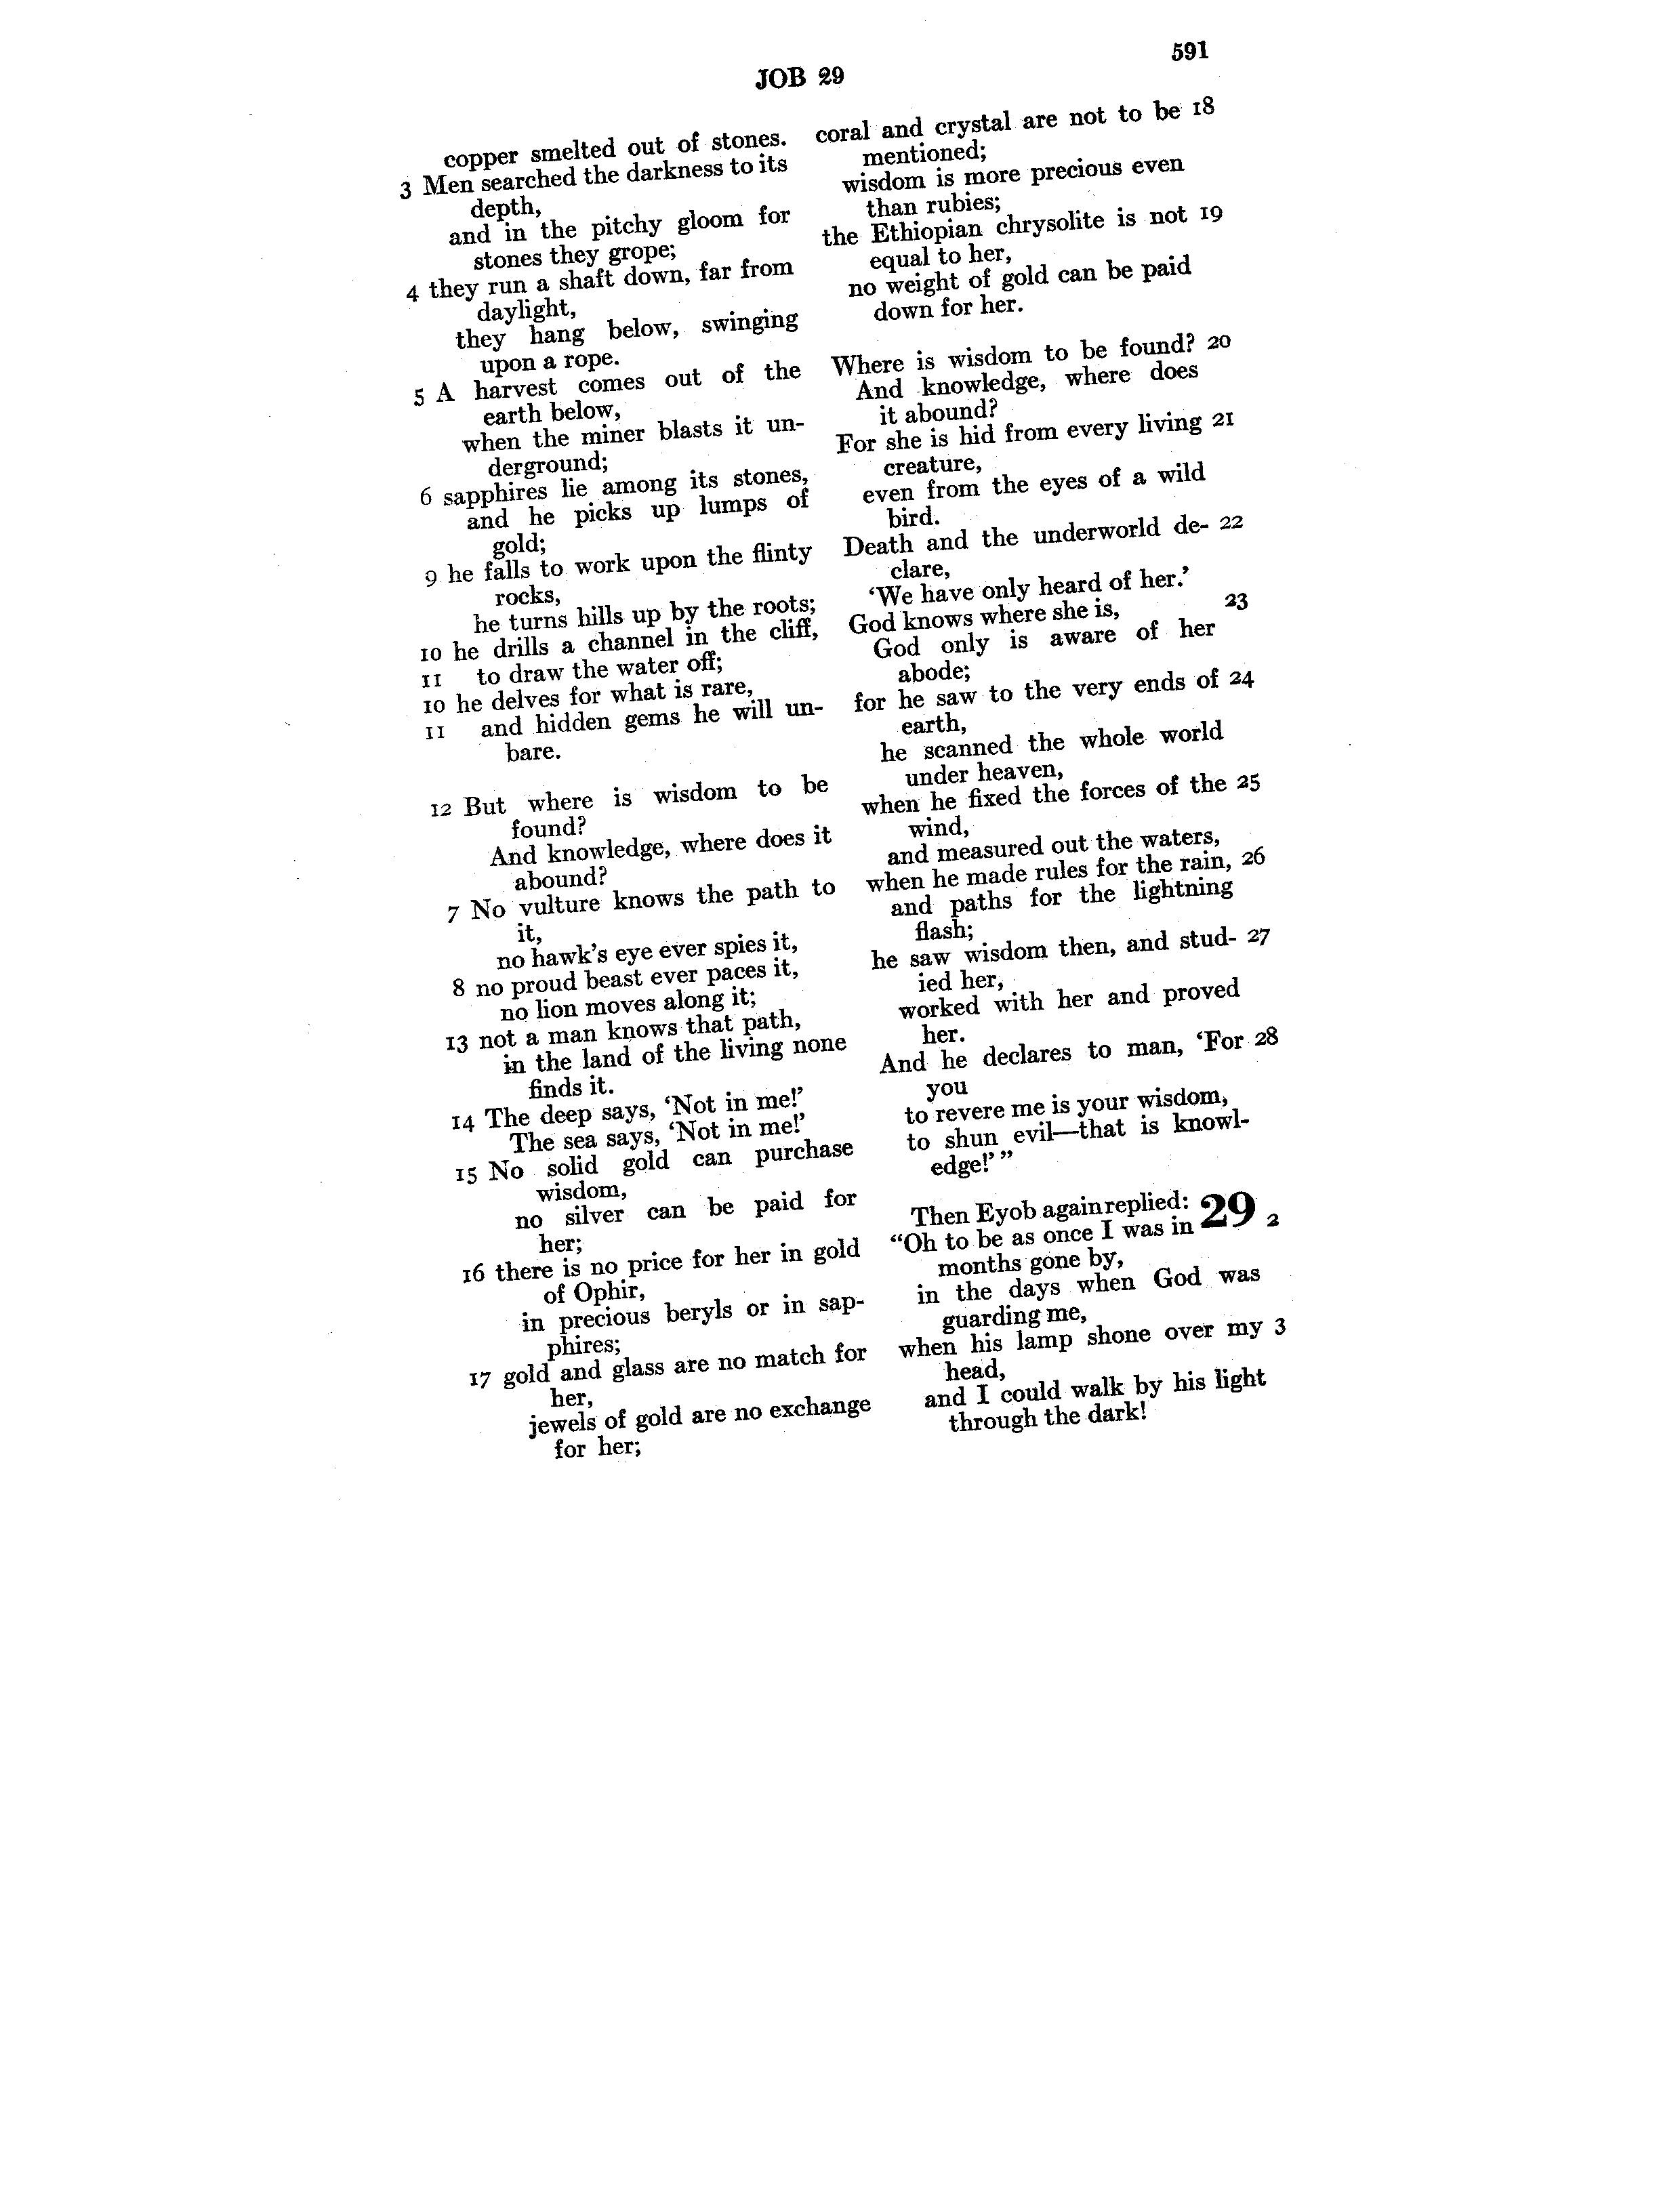 JOB 29
591
copper smelted out of stones.
3 Men searched the darkness to its
depth,
and in the pitchy gloom for
stones they grope;
4 they run a shaft down, far from
daylight,
they hang below, swinging
upon a rope.
5 A harvest comes out of the
earth below,
when the miner blasts it un-
derground;
6 sapphires lie among its stones,
and he picks up lumps of
gold;
9 he falls to work upon the flinty
rocks,
he turns hills up by the roots;
10 he drills a channel in the cliff,
11 to draw the water off;
10 he delves for what is rare,
11 and hidden gems he will un-
bare.
12 But where is wisdom to be
found?
And knowledge, where does it
abound?
7 No vulture knows the path to
it,
no hawk's eye ever spies it,
8 no proud beast ever paces it,
no lion moves along it;
13 not a man knows that path,
in the land of the living none
finds it.
14 The deep says, ‘Not in me!’
The sea says, ‘Not in me!’
15 No solid gold can purchase
wisdom,
no silver can be paid for
her;
16 there is no price for her in gold
of Ophir,
in precious beryls or in sap-
phires;
17 gold and glass are no match for
her,
jewels of gold are no exchange
for her;
coral and crystal are not to be 18
mentioned;
wisdom is more precious even
than rubies;
the Ethiopian chrysolite is not 19
equal to her,
no weight of gold can be paid
down for her.
Where is wisdom to be found? 20
And knowledge, where does
it abound?
For she is hid from every living 21
creature,
even from the eyes of a wild
bird.
Death and the underworld de- 22
clare,
‘We have only heard of her.’
God knows where she is, 23
God only is aware of her
abode;
for he saw to the very ends of 24
earth,
he scanned the whole world
under heaven,
when he fixed the forces of the 25
wind,
and measured out the waters,
when he made rules for the rain, 26
and paths for the lightning
flash;
he saw wisdom then, and stud- 27
ied her,
worked with her and proved
her.
And he declares to man, ‘For 28
you
to revere me is your wisdom,
to shun evil—that is knowl-
edge!’ ”
Then Eyob again replied: 29
“Oh to be as once I was in 2
months gone by,
in the days when God was
guarding me,
when his lamp shone over my 3
head,
and I could walk by his light
through the dark!